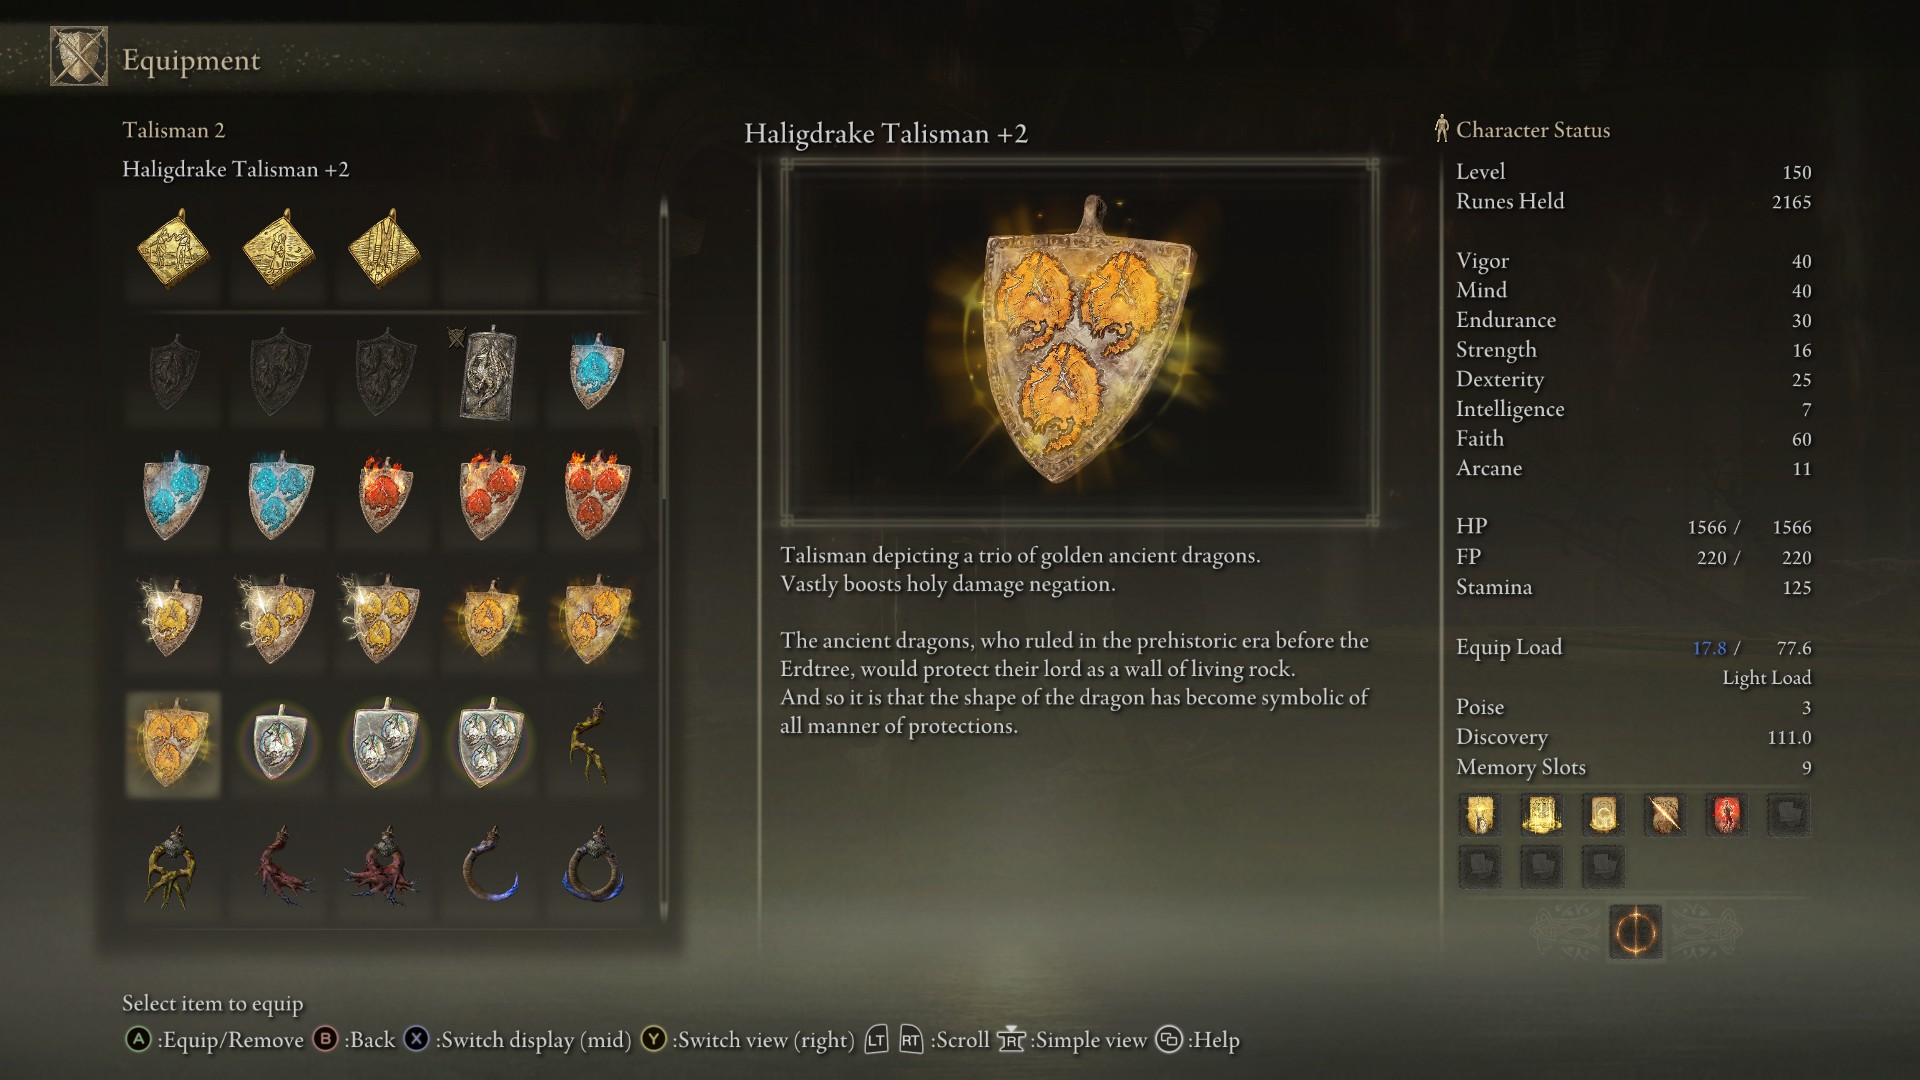 Equipment
Talisman 2
Haligdrake Talisman +2
Haligdrake Talisman +2
Talisman depicting a trio of golden ancient dragons.
Vastly boosts holy damage negation.
The ancient dragons, who ruled in the prehistoric era before the
Erdtree, would protect their lord as a wall of living rock.
And so it is that the shape of the dragon has become symbolic of
all manner of protections.
Character Status
Level 150
Runes Held 2165
Vigor 40
Mind 40
Endurance 30
Strength 16
Dexterity 25
Intelligence 7
Faith 60
Arcane 11
HP 1566 / 1566
FP 220 / 220
Stamina 125
Equip Load 17.8 / 77.6
Light Load
Poise 3
Discovery 111.0
Memory Slots 9
Select item to equip
A :Equip/Remove B :Back X :Switch display (mid) Y :Switch view (right) LT RT :Scroll R :Simple view :Help